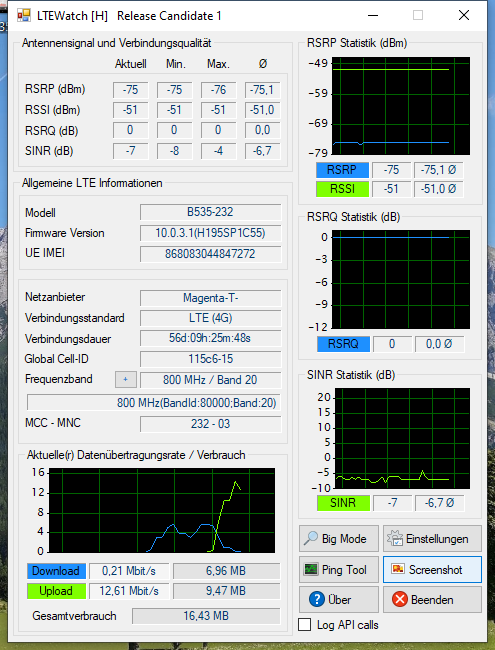 LTEWatch [H]   Release Candidate 1
Antennensignal und Verbindungsqualität
Aktuell Min. Max. Ø
RSRP (dBm) -75 -75 -76 -75,1
RSSI (dBm) -51 -51 -51 -51,0
RSRQ (dB) 0 0 0 0,0
SINR (dB) -7 -8 -4 -6,7
Allgemeine LTE Informationen
Modell B535-232
Firmware Version 10.0.3.1(H195SP1C55)
UE IMEI 868083044847272
Netzanbieter Magenta-T-
Verbindungsstandard LTE (4G)
Verbindungsdauer 56d:09h:25m:48s
Global Cell-ID 115c6-15
Frequenzband + 800 MHz / Band 20
800 MHz(BandId:80000;Band:20)
MCC - MNC 232 - 03
Aktuelle(r) Datenübertragungsrate / Verbrauch
16
12
8
4
0
Download 0,21 Mbit/s 6,96 MB
Upload 12,61 Mbit/s 9,47 MB
Gesamtverbrauch 16,43 MB
RSRP Statistik (dBm)
-49
-59
-69
-79
RSRP -75 -75,1 Ø
RSSI -51 -51,0 Ø
RSRQ Statistik (dB)
0
-3
-6
-9
-12
RSRQ 0 0,0 Ø
SINR Statistik (dB)
20
15
10
5
0
-5
-10
SINR -7 -6,7 Ø
Big Mode Einstellungen
Ping Tool Screenshot
Über Beenden
Log API calls